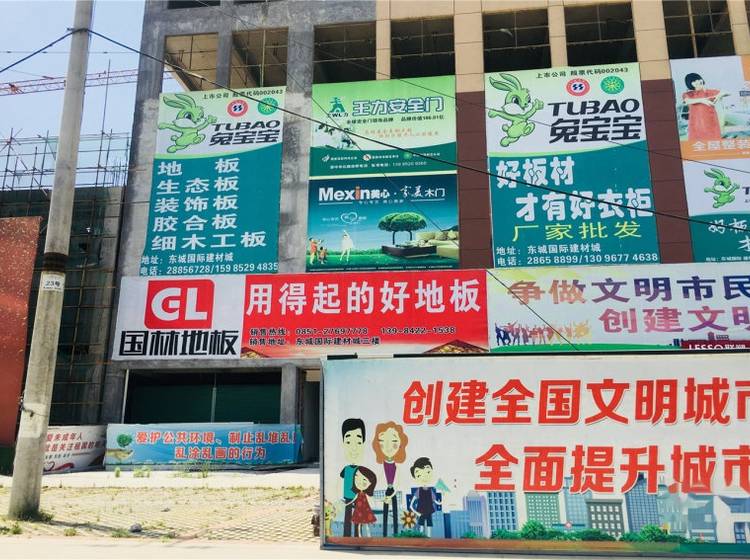 上市公司 股票代码002043
TUBAO
兔宝宝
地板
生态板
装饰板
胶合板
细木工板
地址：东城国际建材城
电话：28856728/159 8529 4835
王力安全门
Mexin美心·家美木门
上市公司 股票代码002043
TUBAO
兔宝宝
好板材
才有好衣柜
厂家批发
地址：东城国际建材城
电话：2865 8899/130 9677 4638
全屋整装
GL
国林地板
用得起的好地板
销售热线：0851-27697778 139-8422-1538
销售地址：东城国际建材城二楼
争做文明市民
创建文明
LESSO
23号
爱护公共环境、制止乱堆乱
乱涂乱画的行为
创建全国文明城市
全面提升城市